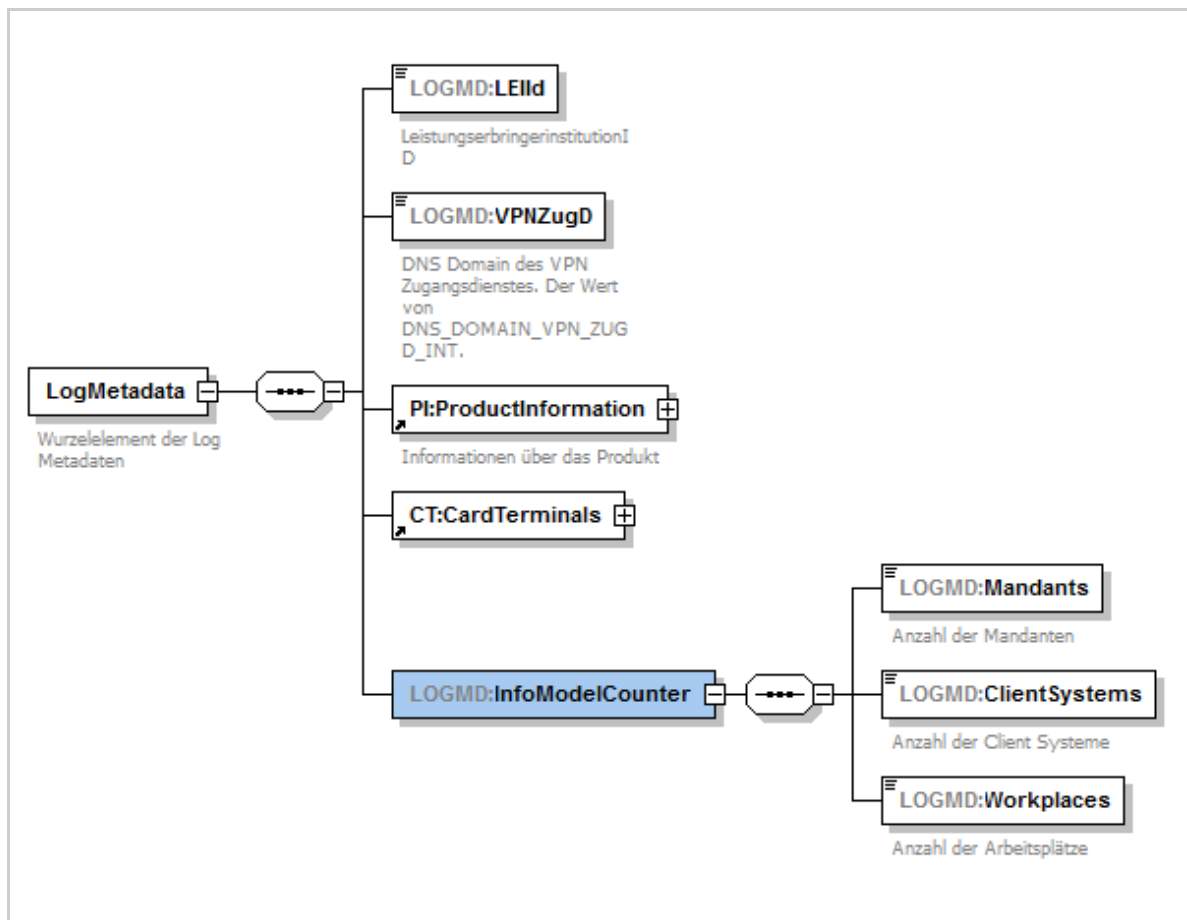 LOGMD:LEIId
LeistungserbringerinstitutionI
D
LOGMD:VPNZugD
DNS Domain des VPN
Zugangsdienstes. Der Wert
von
DNS_DOMAIN_VPN_ZUG
D_INT.
LogMetadata
Wurzelelement der Log
Metadaten
PI:ProductInformation
Informationen über das Produkt
CT:CardTerminals
LOGMD:InfoModelCounter
LOGMD:Mandants
Anzahl der Mandanten
LOGMD:ClientSystems
Anzahl der Client Systeme
LOGMD:Workplaces
Anzahl der Arbeitsplätze